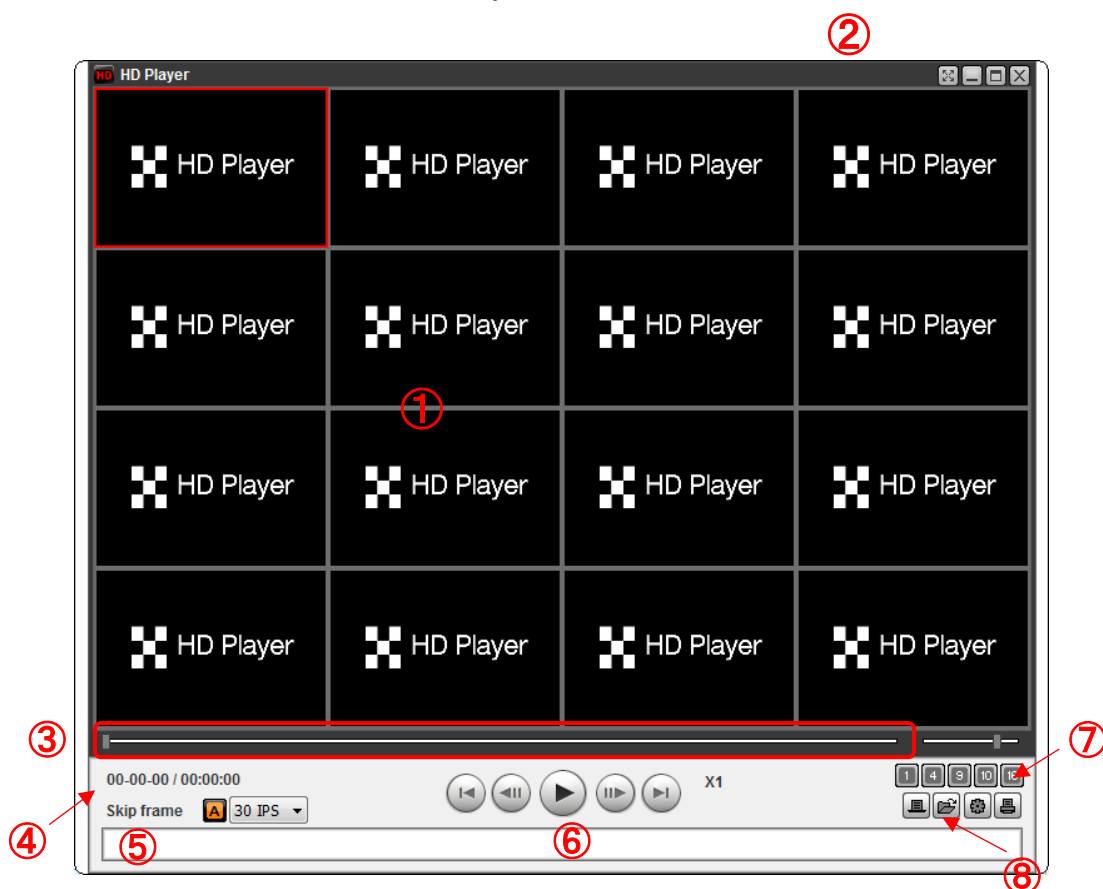 ②
HD HD Player
HD Player HD Player HD Player HD Player
HD Player HD Player HD Player HD Player
①
HD Player HD Player HD Player HD Player
HD Player HD Player HD Player HD Player
③
⑦
00-00-00 / 00:00:00 X1 1 4 9 10 16
Skip frame A 30 IPS
④ ⑤ ⑥
⑧